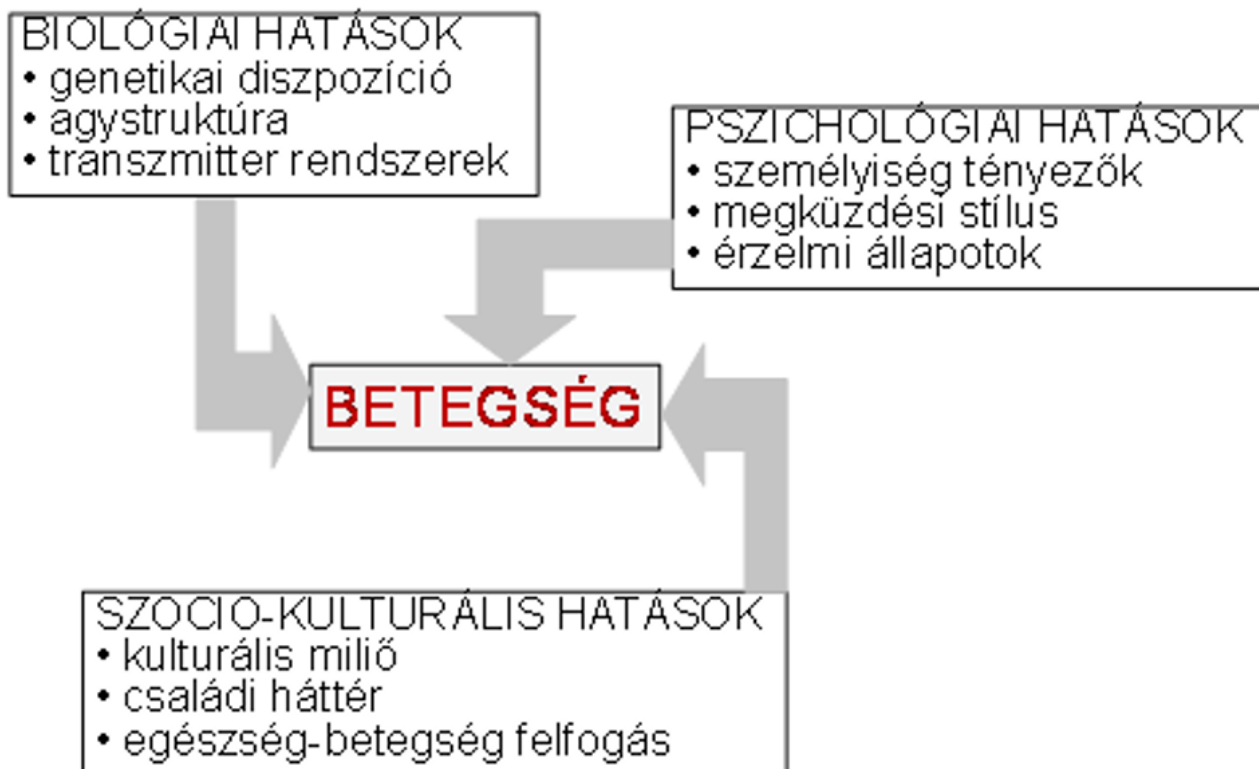 BIOLÓGIAI HATÁSOK
• genetikai diszpozíció
• agystruktúra
• transzmitter rendszerek
PSZICHOLÓGIAI HATÁSOK
• személyiség tényezők
• megküzdési stílus
• érzelmi állapotok
BETEGSÉG
SZOCIO-KULTURÁLIS HATÁSOK
• kulturális miliő
• családi háttér
• egészség-betegség felfogás